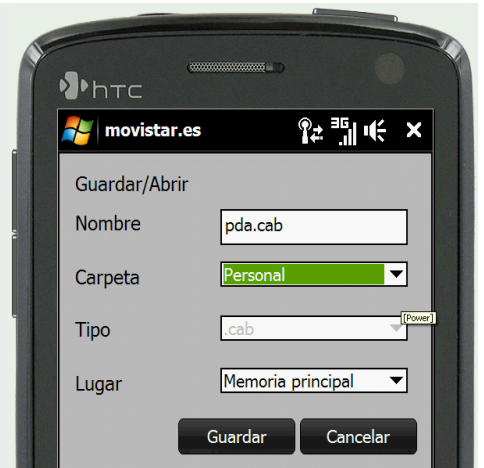 hTC
movistar.es
3G
Guardar/Abrir
Nombre
pda.cab
Carpeta
Personal
[Power]
Tipo
.cab
Lugar
Memoria principal
Guardar
Cancelar